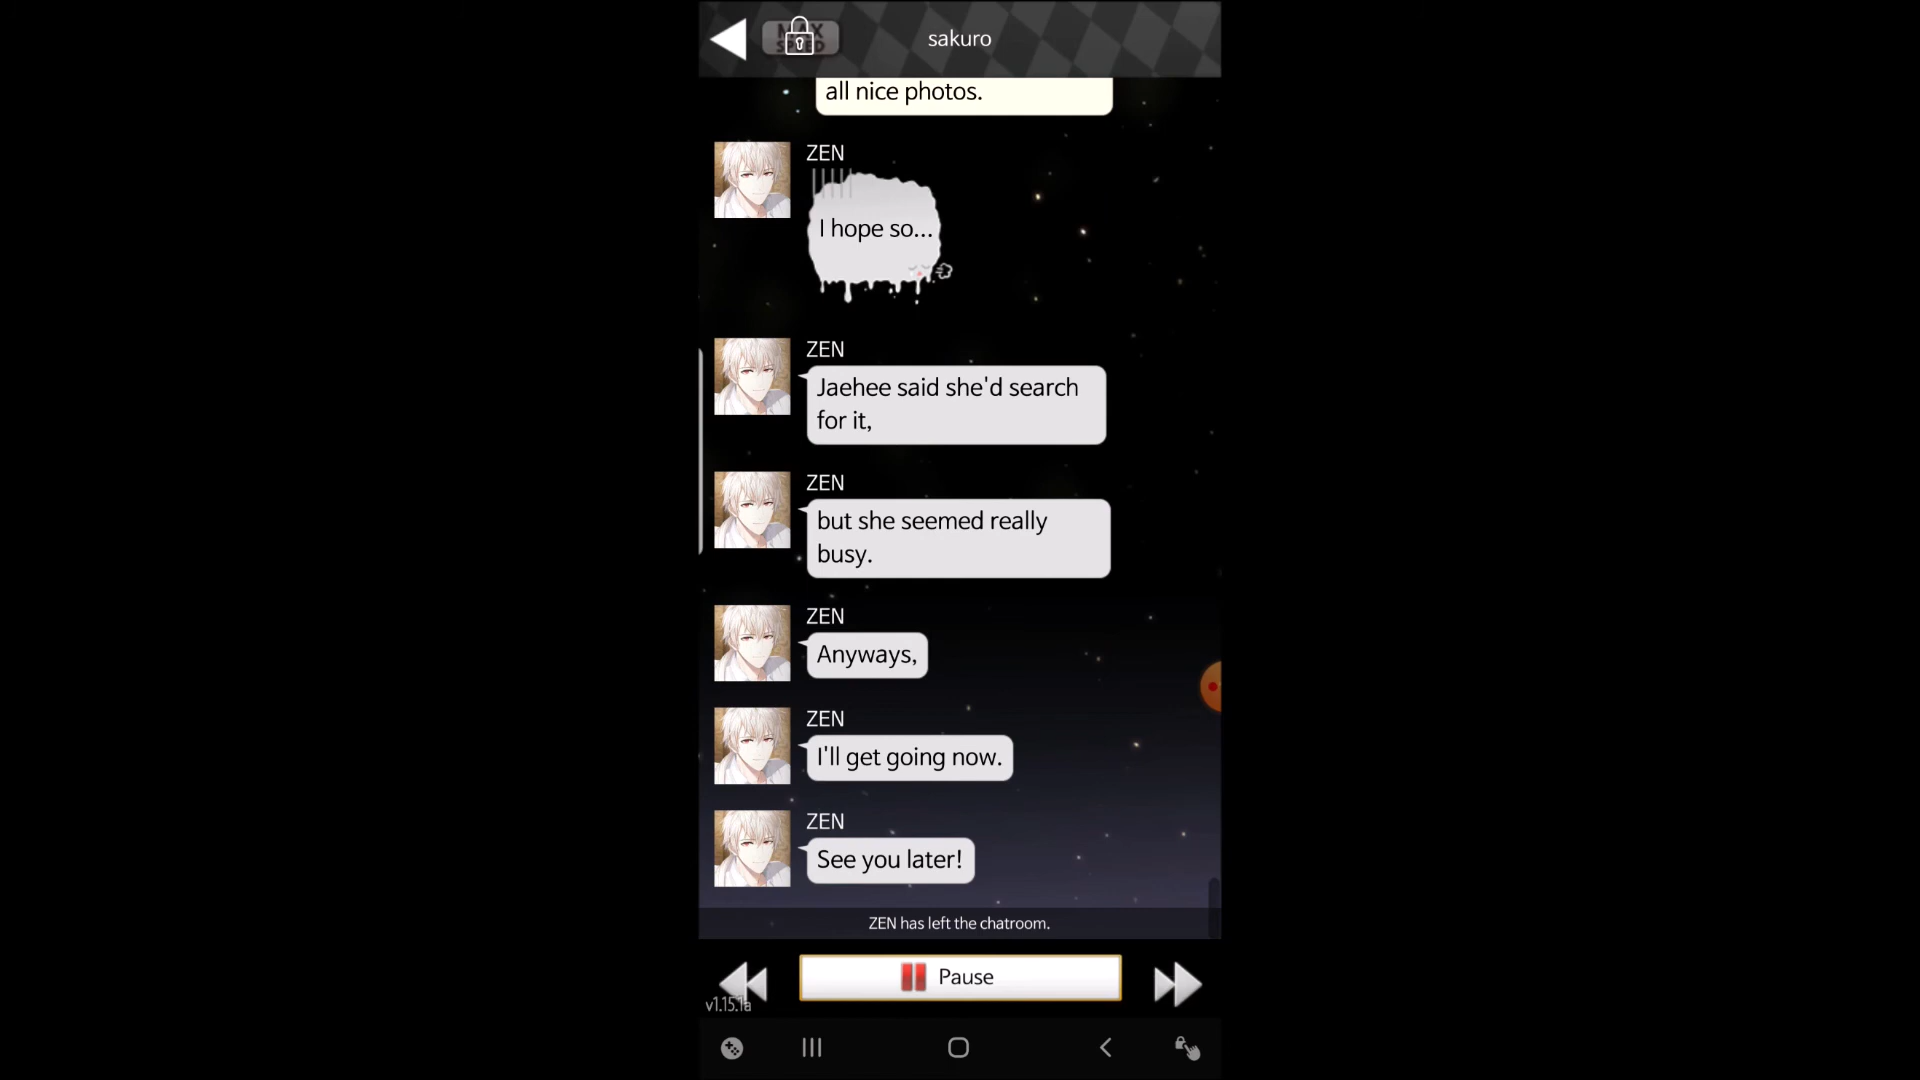 MAX
SPEED
sakuro
all nice photos.
ZEN
I hope so...
ZEN
Jaehee said she'd search
for it,
ZEN
but she seemed really
busy.
ZEN
Anyways,
ZEN
I'll get going now.
ZEN
See you later!
ZEN has left the chatroom.
Pause
v1.15.1a